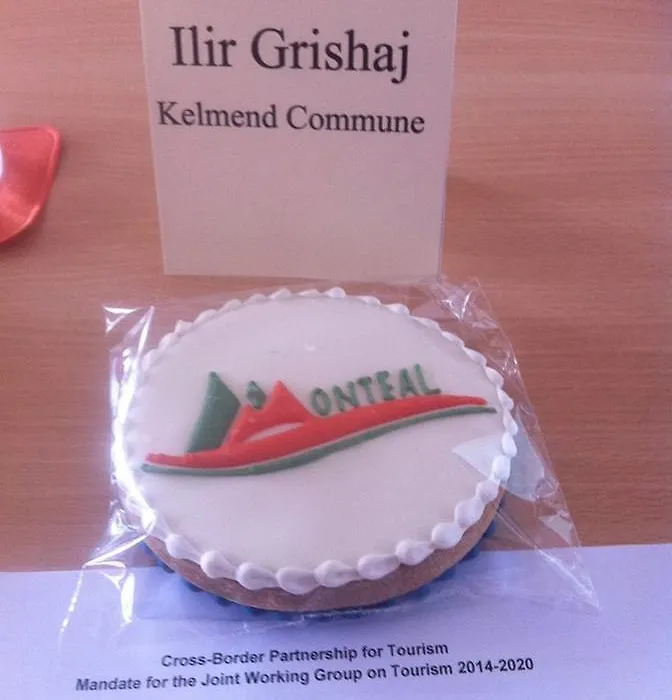 Ilir Grishaj
Kelmend Commune
MONTEAL
Cross-Border Partnership for Tourism
Mandate for the Joint Working Group on Tourism 2014-2020